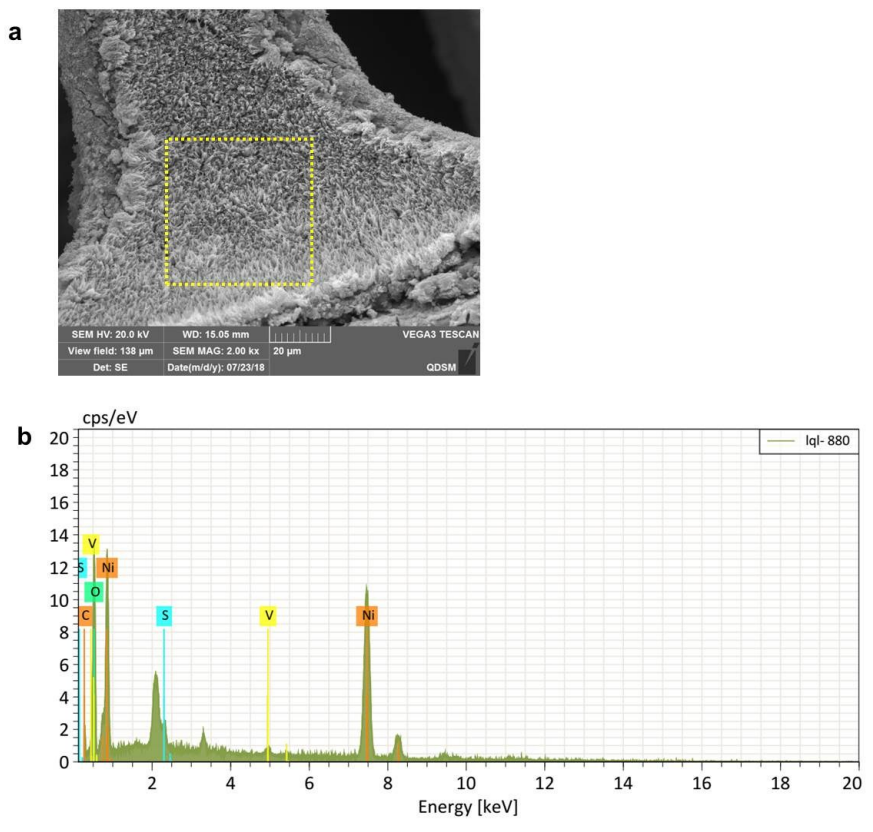 a
SEM HV: 20.0 kV WD: 15.05 mm VEGA3 TESCAN
View field: 138 µm SEM MAG: 2.00 kx 20 µm
Det: SE Date(m/d/y): 07/23/18 QDSM
b
cps/eV
lql- 880
20
18
16
14
12
10
8
6
4
2
0
V
S Ni
O
C S V Ni
2 4 6 8 10 12 14 16 18 20
Energy [keV]